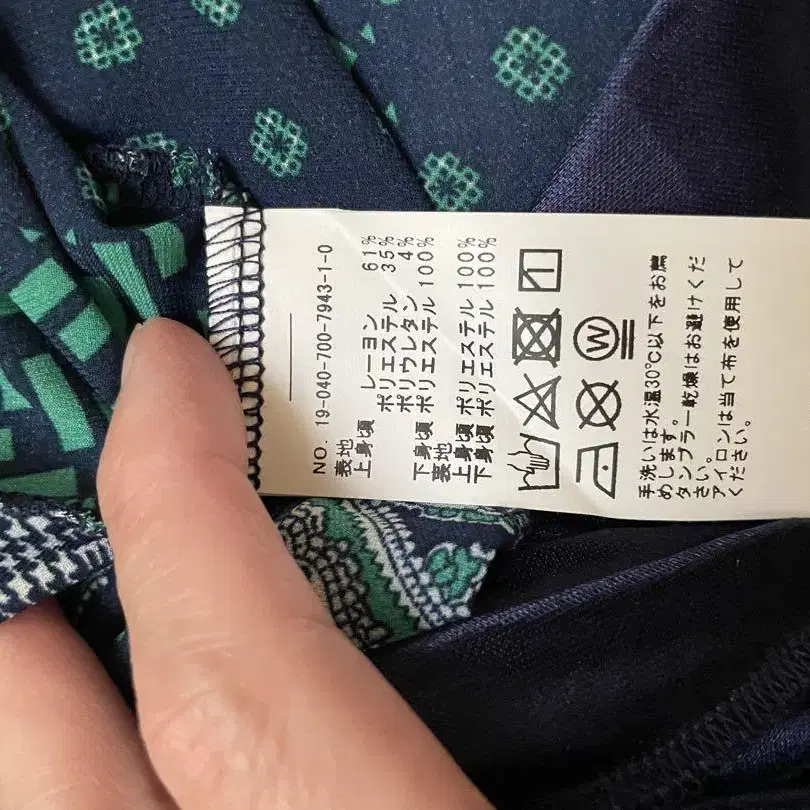 NO. 19-040-700-7943-1-0
表地
上身頃 レーヨン 61%
ポリエステル 35%
ポリウレタン 4%
下身頃 ポリエステル 100%
裏地
上身頃 ポリエステル 100%
下身頃 ポリエステル 100%
W
手洗いは水温30℃以下をお薦
めします。
タンブラー乾燥はお避けくだ
さい。
アイロンは当て布を使用して
ください。